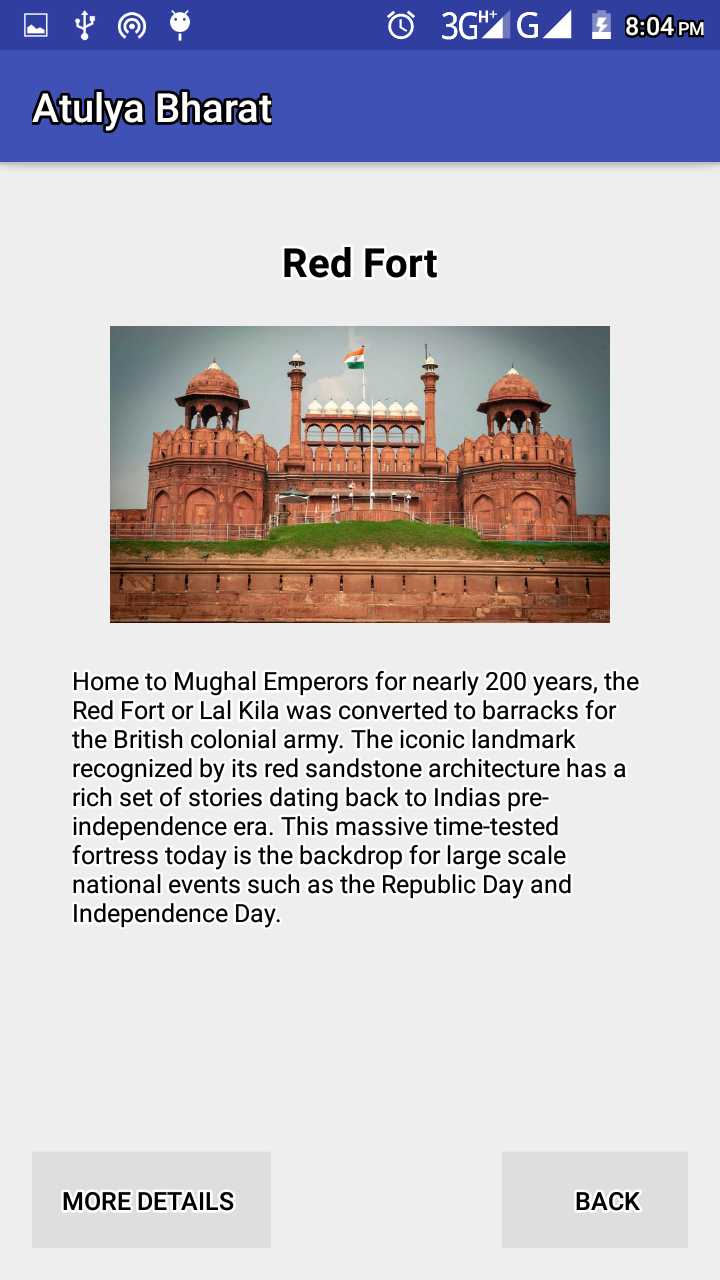 3G H+ G 8:04 PM
Atulya Bharat
Red Fort
Home to Mughal Emperors for nearly 200 years, the
Red Fort or Lal Kila was converted to barracks for
the British colonial army. The iconic landmark
recognized by its red sandstone architecture has a
rich set of stories dating back to Indias pre-
independence era. This massive time-tested
fortress today is the backdrop for large scale
national events such as the Republic Day and
Independence Day.
MORE DETAILS
BACK